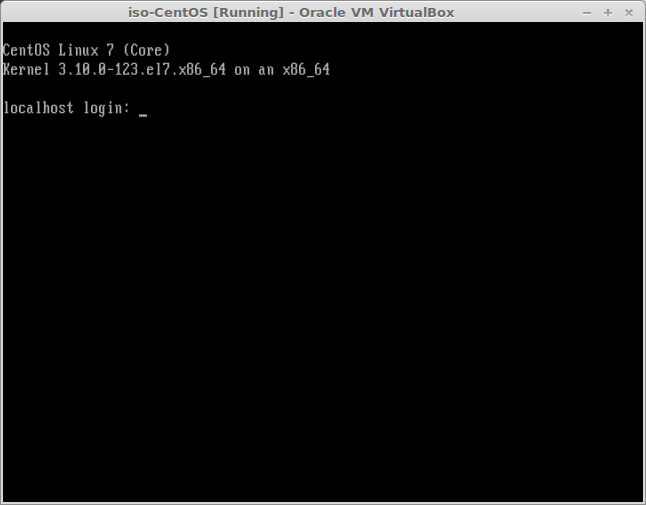 iso-CentOS [Running] - Oracle VM VirtualBox
CentOS Linux 7 (Core)
Kernel 3.10.0-123.el7.x86_64 on an x86_64
localhost login: _